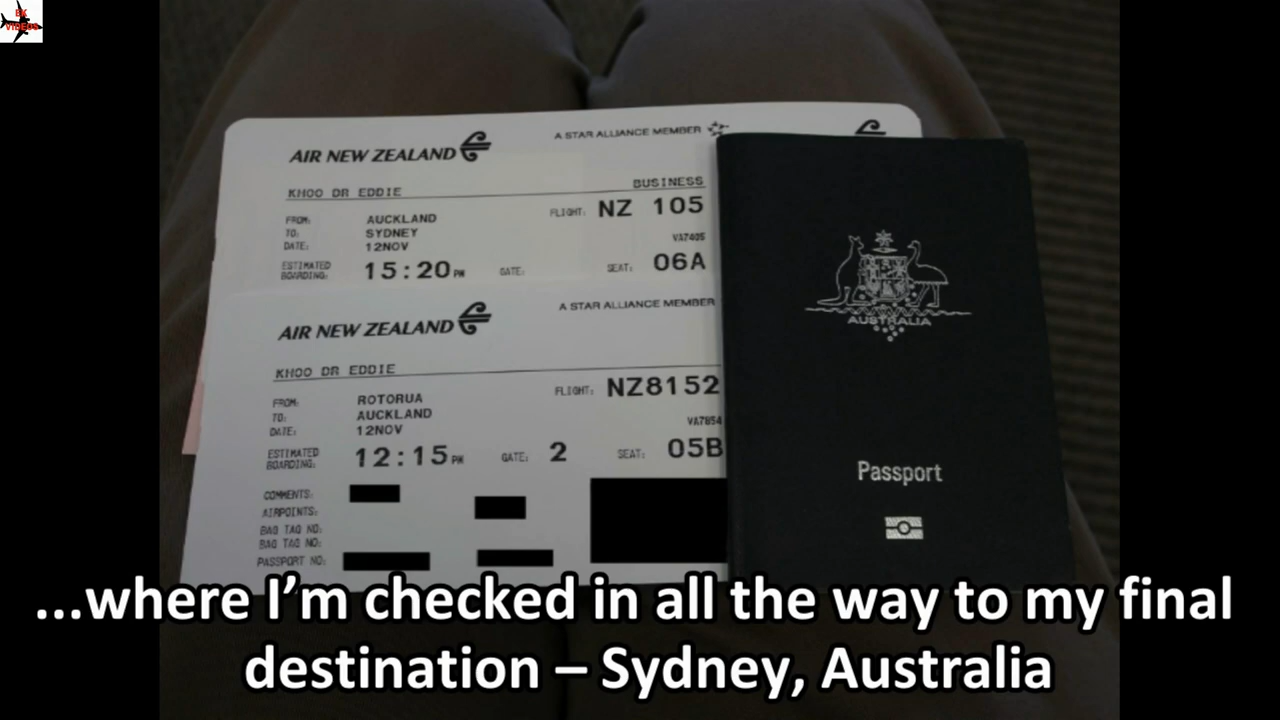 EK
VIDEOS
AIR NEW ZEALAND
A STAR ALLIANCE MEMBER
KHOO DR EDDIE
BUSINESS
FROM: AUCKLAND
FLIGHT: NZ 105
TO: SYDNEY
DATE: 12NOV
VA7405
ESTIMATED BOARDING: 15:20PM
GATE:
SEAT: 06A
AIR NEW ZEALAND
A STAR ALLIANCE MEMBER
KHOO DR EDDIE
FROM: ROTORUA
FLIGHT: NZ8152
TO: AUCKLAND
DATE: 12NOV
VA7854
ESTIMATED BOARDING: 12:15PM
GATE: 2
SEAT: 05B
COMMENTS:
AIRPOINTS:
BAG TAG NO:
BAG TAG NO:
PASSPORT NO:
AUSTRALIA
Passport
...where I’m checked in all the way to my final
destination – Sydney, Australia